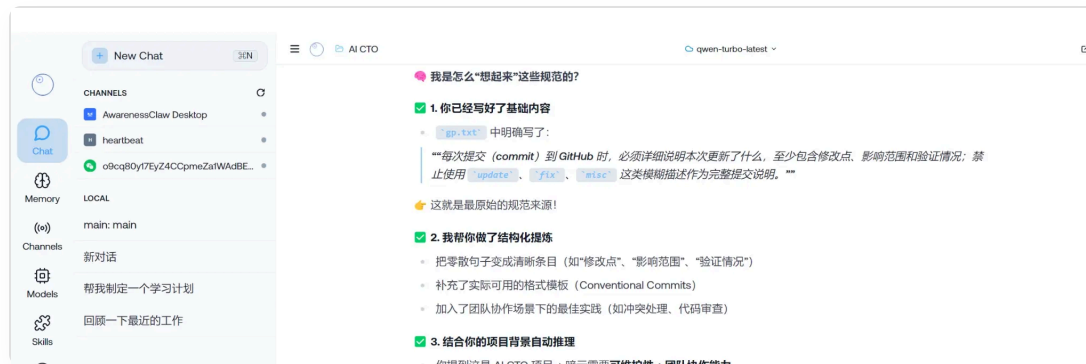 New Chat
⌘N
AI CTO
qwen-turbo-latest
CHANNELS
AwarenessClaw Desktop
heartbeat
o9cq80y17EyZ4CCpmeZa1WAdBE...
LOCAL
main: main
新对话
帮我制定一个学习计划
回顾一下最近的工作
Chat
Memory
Channels
Models
Skills
🧠 我是怎么“想起来”这些规范的?
✅ 1. 你已经写好了基础内容
`gp.txt` 中明确写了：
““每次提交（commit）到 GitHub 时，必须详细说明本次更新了什么，至少包含修改点、影响范围和验证情况；禁
止使用 `update`、`fix`、`misc` 这类模糊描述作为完整提交说明。””
👉 这就是最原始的规范来源！
✅ 2. 我帮你做了结构化提炼
把零散句子变成清晰条目（如“修改点”、“影响范围”、“验证情况”）
补充了实际可用的格式模板（Conventional Commits）
加入了团队协作场景下的最佳实践（如冲突处理、代码审查）
✅ 3. 结合你的项目背景自动推理